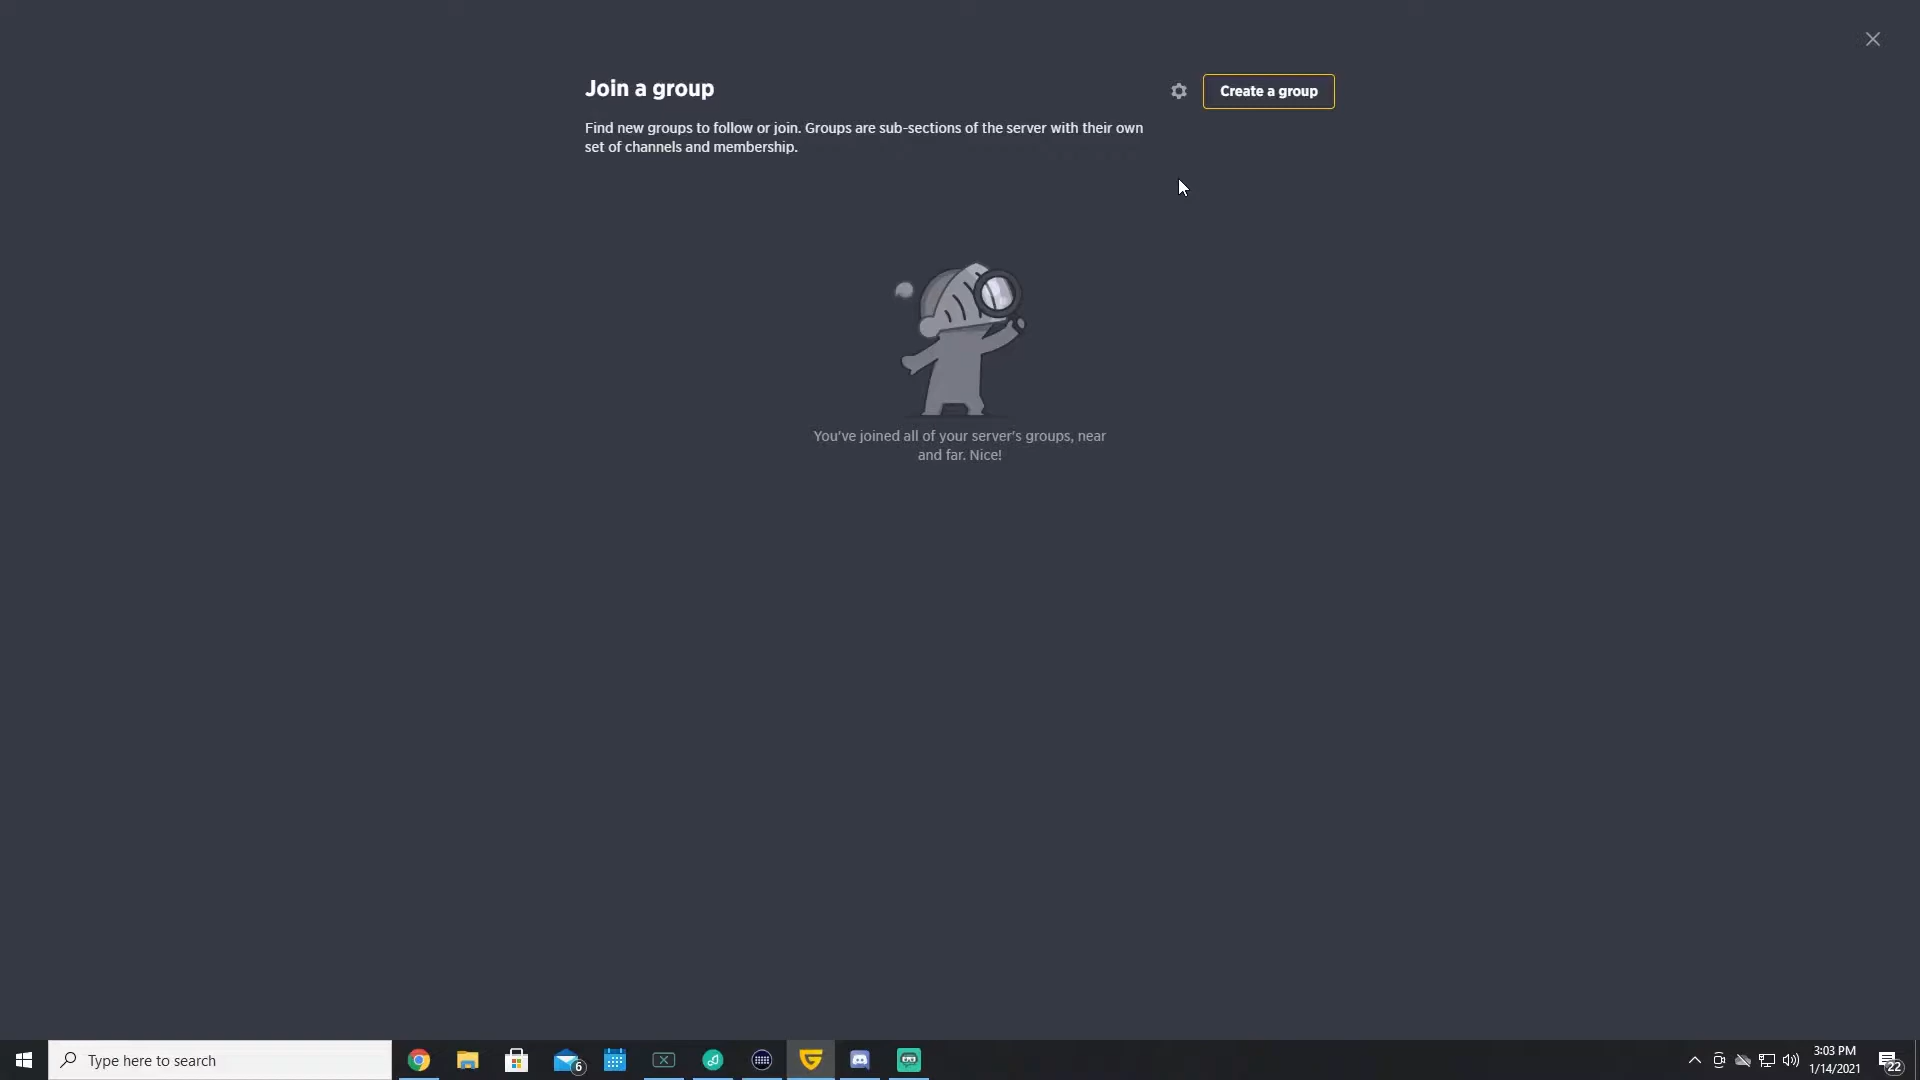 Join a group
Create a group
Find new groups to follow or join. Groups are sub-sections of the server with their own
set of channels and membership.
You've joined all of your server's groups, near
and far. Nice!
Type here to search
6
3:03 PM
1/14/2021
22